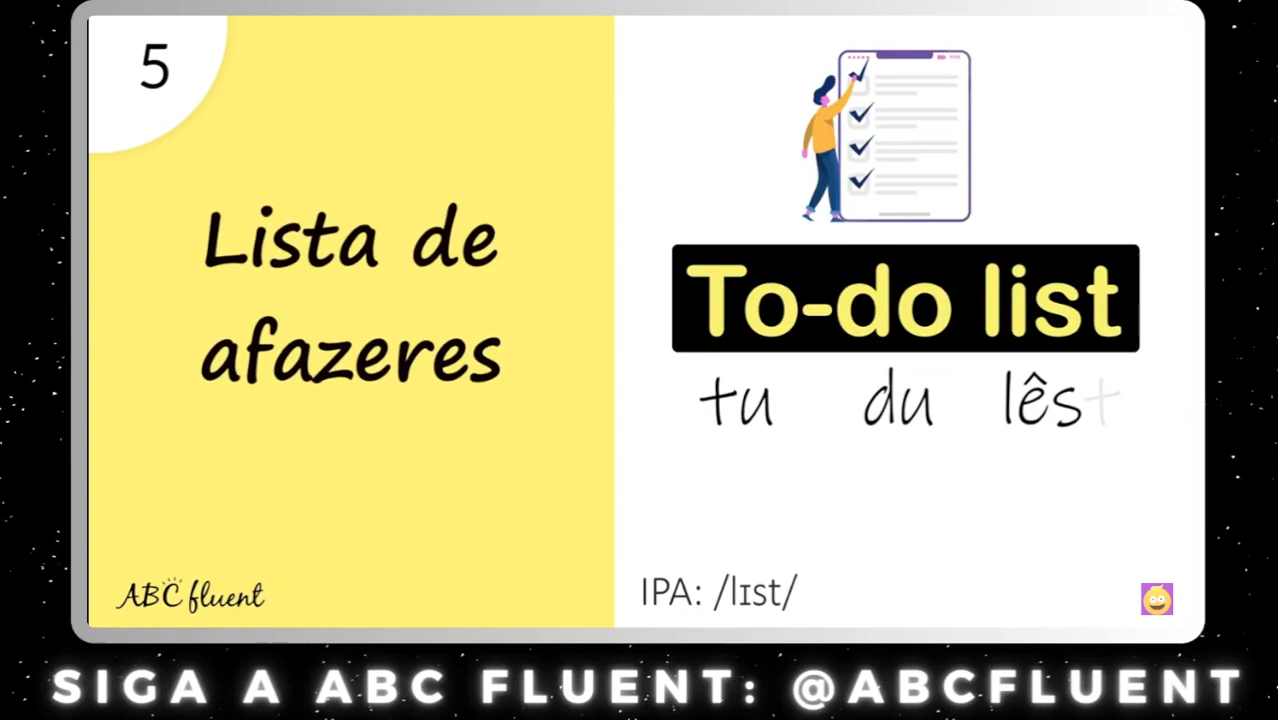 5
Lista de
afazeres
To-do list
tu du lêst
ABC fluent
IPA: /lɪst/
SIGA A ABC FLUENT: @ABCFLUENT